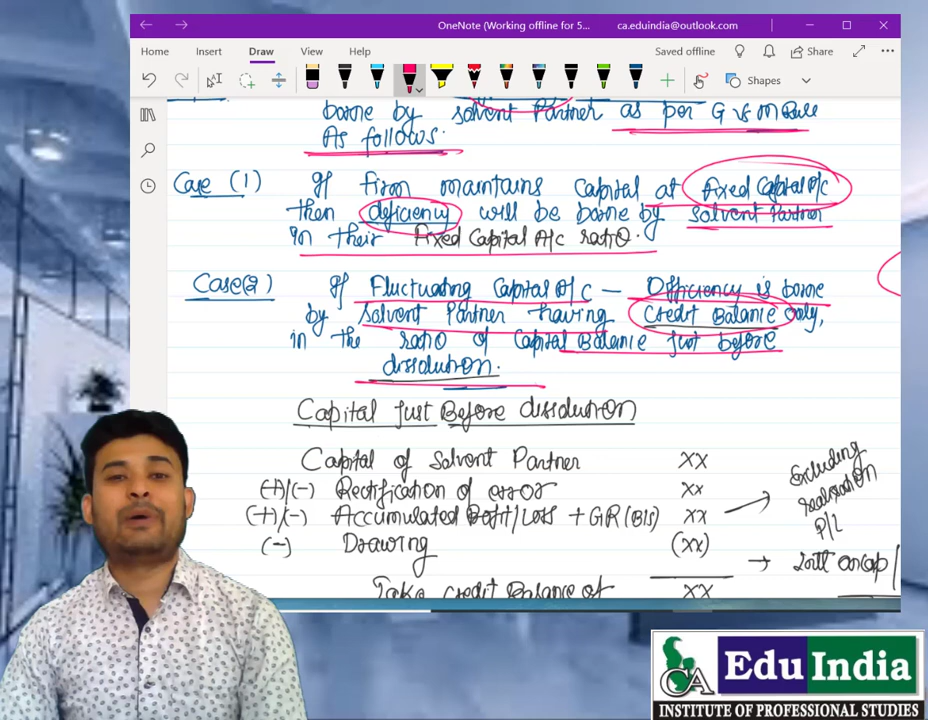 OneNote (Working offline for 5... ca.eduindia@outlook.com
Home Insert Draw View Help Saved offline Share
Shapes
borne by solvent Partner as per G vs M Rule
As follows.
Case (1) If firm maintains capital at fixed Capital A/c
then deficiency will be borne by solvent Partner
in their Fixed Capital A/c ratio.
Case (2) If Fluctuating Capital A/c - Difficiency is borne
by Solvent Partner having Credit Balance only,
in the ratio of Capital Balance Just before
dissolution.
Capital Just Before dissolution
Capital of Solvent Partner XX
(+)/(-) Rectification of error XX
(+)/(-) Accumulated Profit/Loss + GR (B/s) XX
(-) Drawing (XX)
Take credit Balance of XX
Excluding
realisation
P/L
CA Edu India
INSTITUTE OF PROFESSIONAL STUDIES